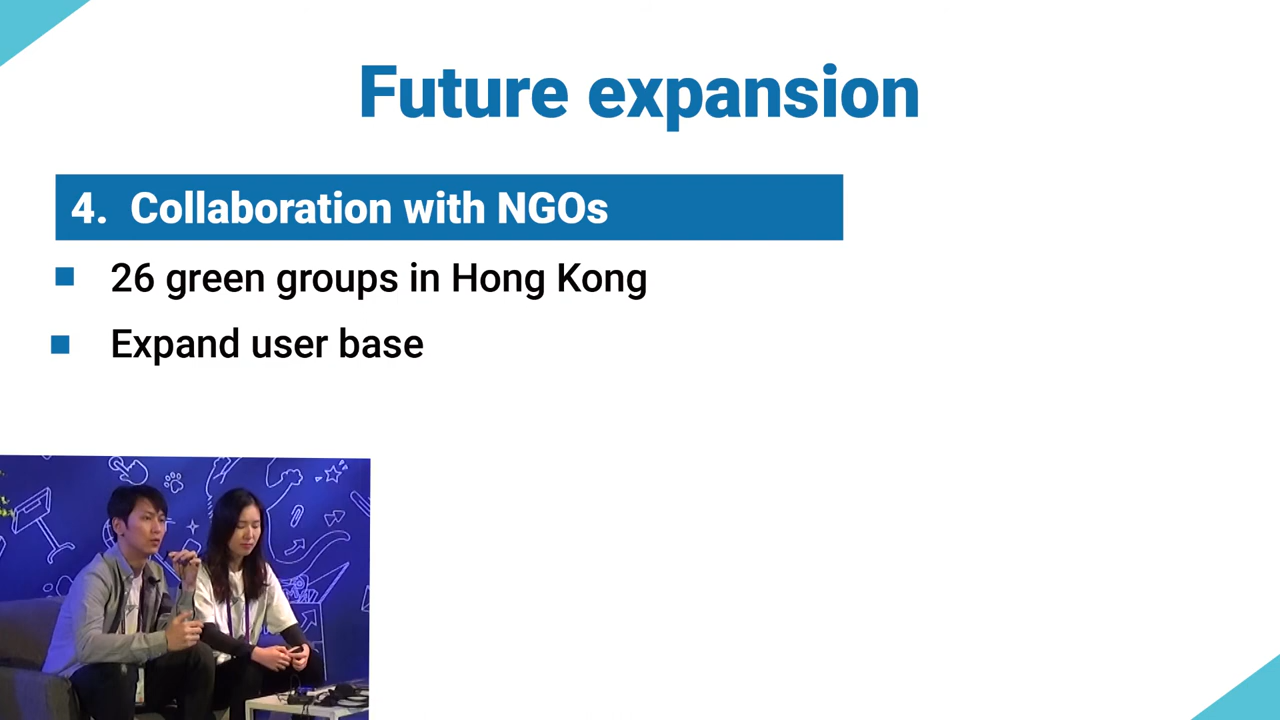 Future expansion
4. Collaboration with NGOs
26 green groups in Hong Kong
Expand user base